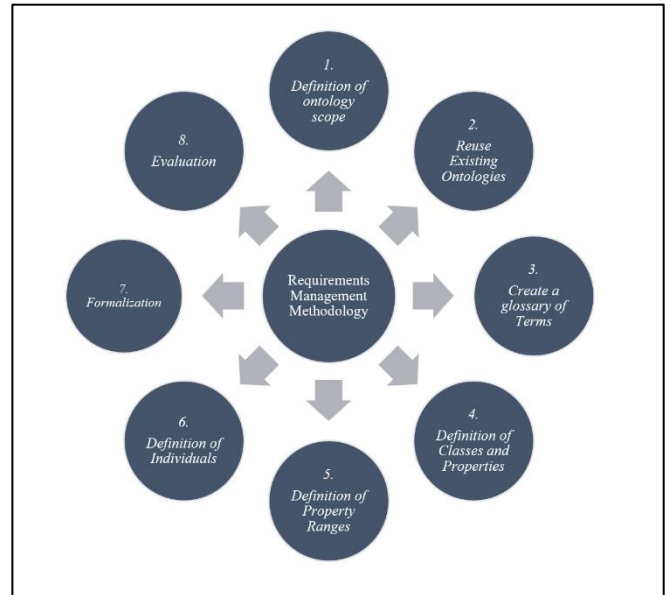 1.
Definition of
ontology
scope
2.
Reuse
Existing
Ontologies
3.
Create a
glossary of
Terms
4.
Definition of
Classes and
Properties
5.
Definition of
Property
Ranges
6.
Definition of
Individuals
7.
Formalization
8.
Evaluation
Requirements
Management
Methodology